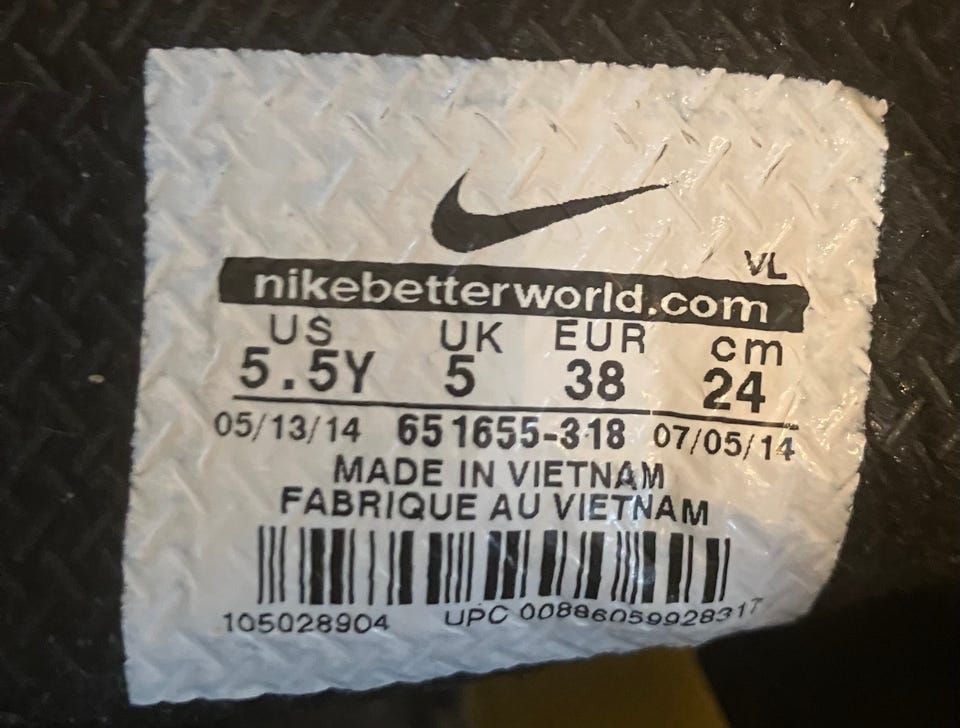 VL
nikebetterworld.com
US UK EUR cm
5.5Y 5 38 24
05/13/14 651655-318 07/05/14
MADE IN VIETNAM
FABRIQUE AU VIETNAM
105028904 UPC 00886059928317